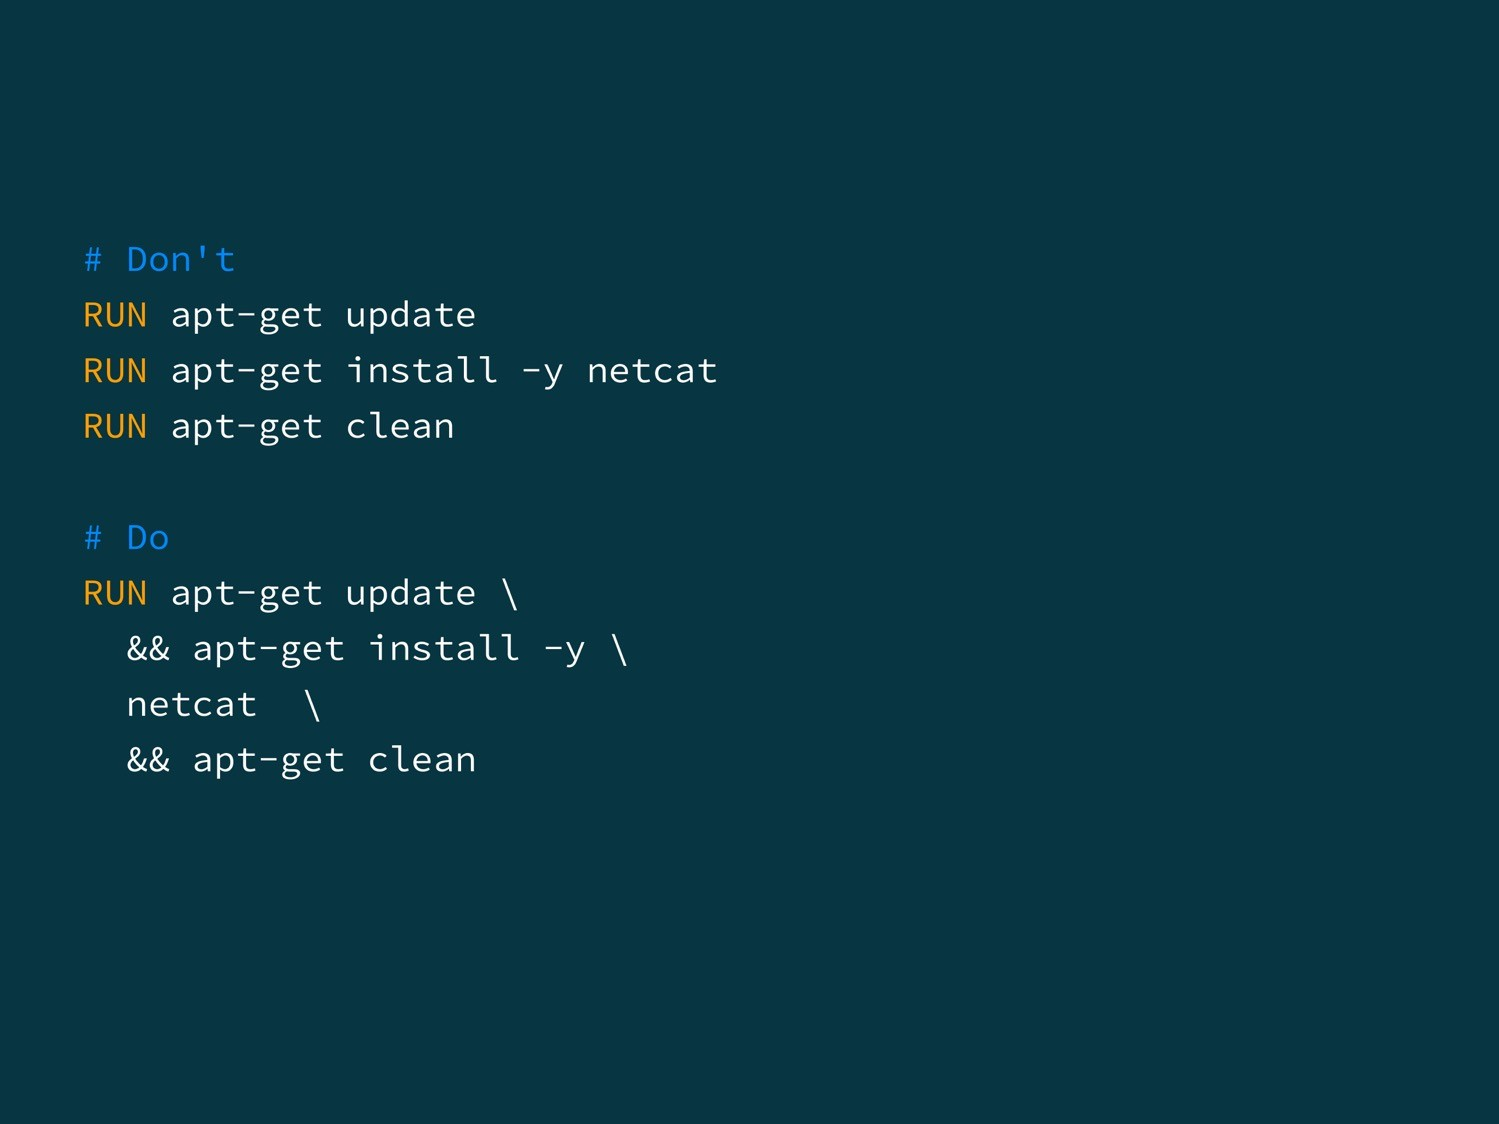 # Don't
RUN apt-get update
RUN apt-get install -y netcat
RUN apt-get clean

# Do
RUN apt-get update \
  && apt-get install -y \
  netcat  \
  && apt-get clean